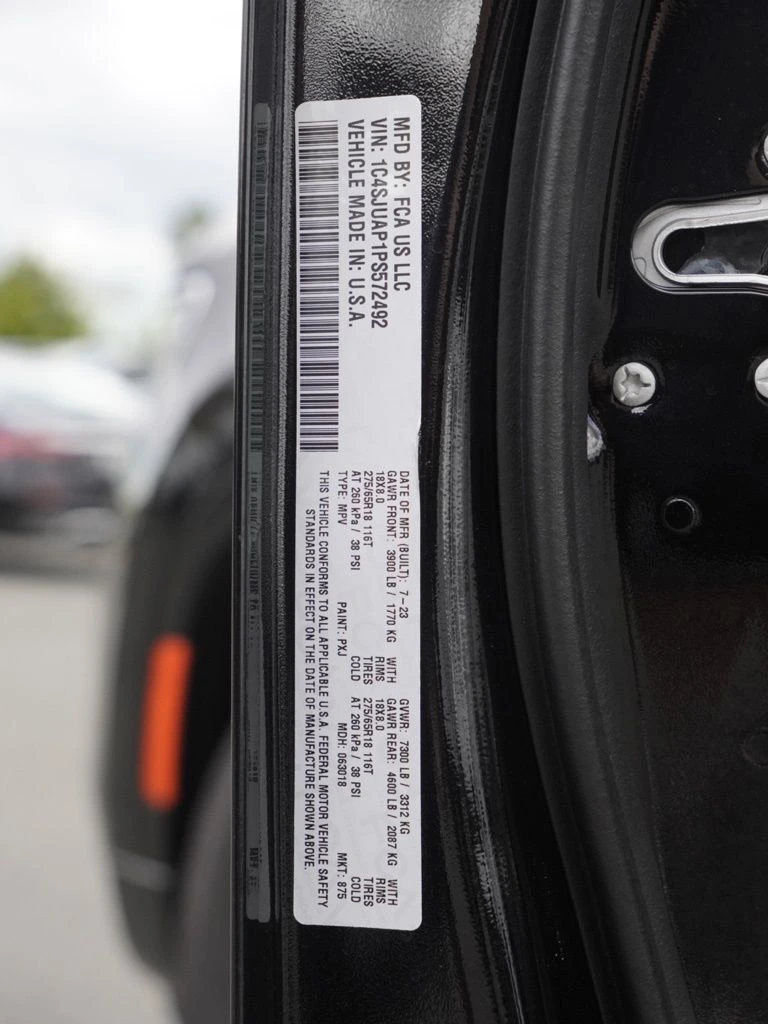 MFD BY: FCA US LLC
VIN: 1C4SJUAP1PS572492
VEHICLE MADE IN: U.S.A.
DATE OF MFR (BUILT): 7-23 GVWR: 7300 LB / 3312 KG
GAWR FRONT: 3900 LB / 1770 KG WITH GAWR REAR: 4600 LB / 2087 KG WITH
18X8.0 RIMS 18X8.0 RIMS
275/65R18 116T TIRES 275/65R18 116T TIRES
AT 260 kPa / 38 PSI COLD AT 260 kPa / 38 PSI COLD
TYPE: MPV PAINT: PXJ MDH: 063018 MKT: 875
THIS VEHICLE CONFORMS TO ALL APPLICABLE U.S.A. FEDERAL MOTOR VEHICLE SAFETY
STANDARDS IN EFFECT ON THE DATE OF MANUFACTURE SHOWN ABOVE.